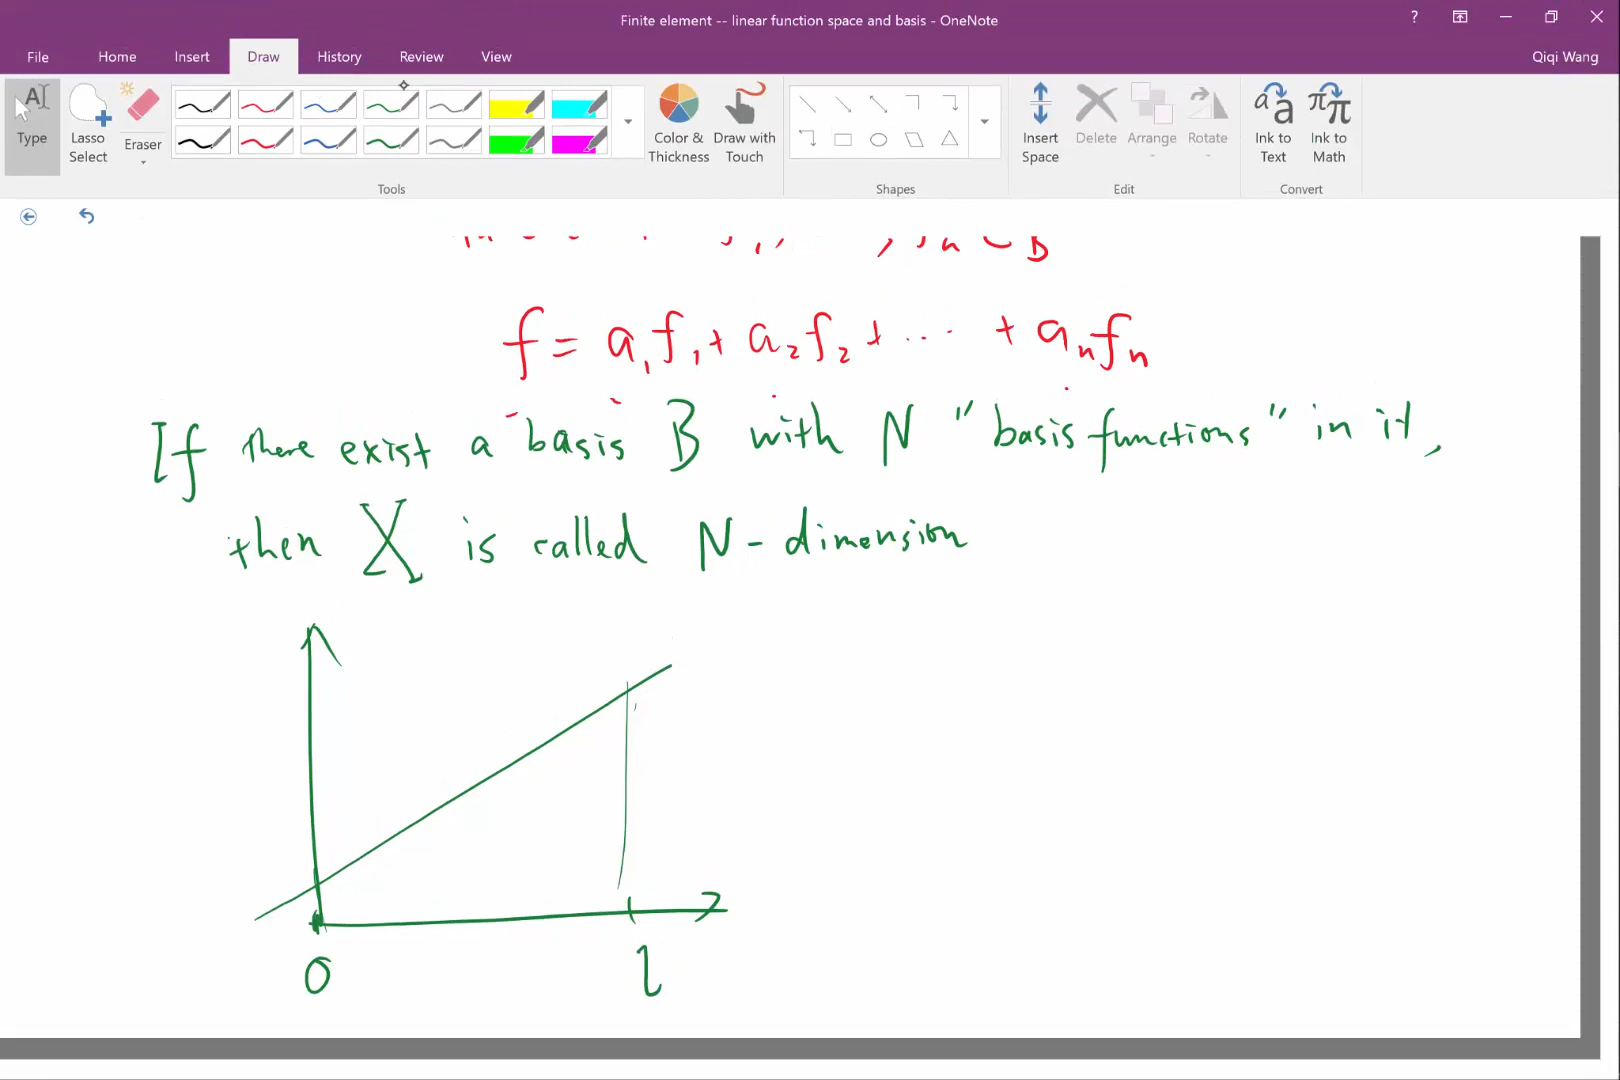 Finite element -- linear function space and basis - OneNote
?
File Home Insert Draw History Review View Qiqi Wang
Type
Lasso Select
Eraser
Color & Thickness
Draw with Touch
Insert Space
Delete
Arrange
Rotate
Ink to Text
Ink to Math
Tools Shapes Edit Convert
f = a₁f₁ + a₂f₂ + ... + aₙfₙ
If there exist a basis B with N "basis functions" in it,
then X is called N-dimension
0 l